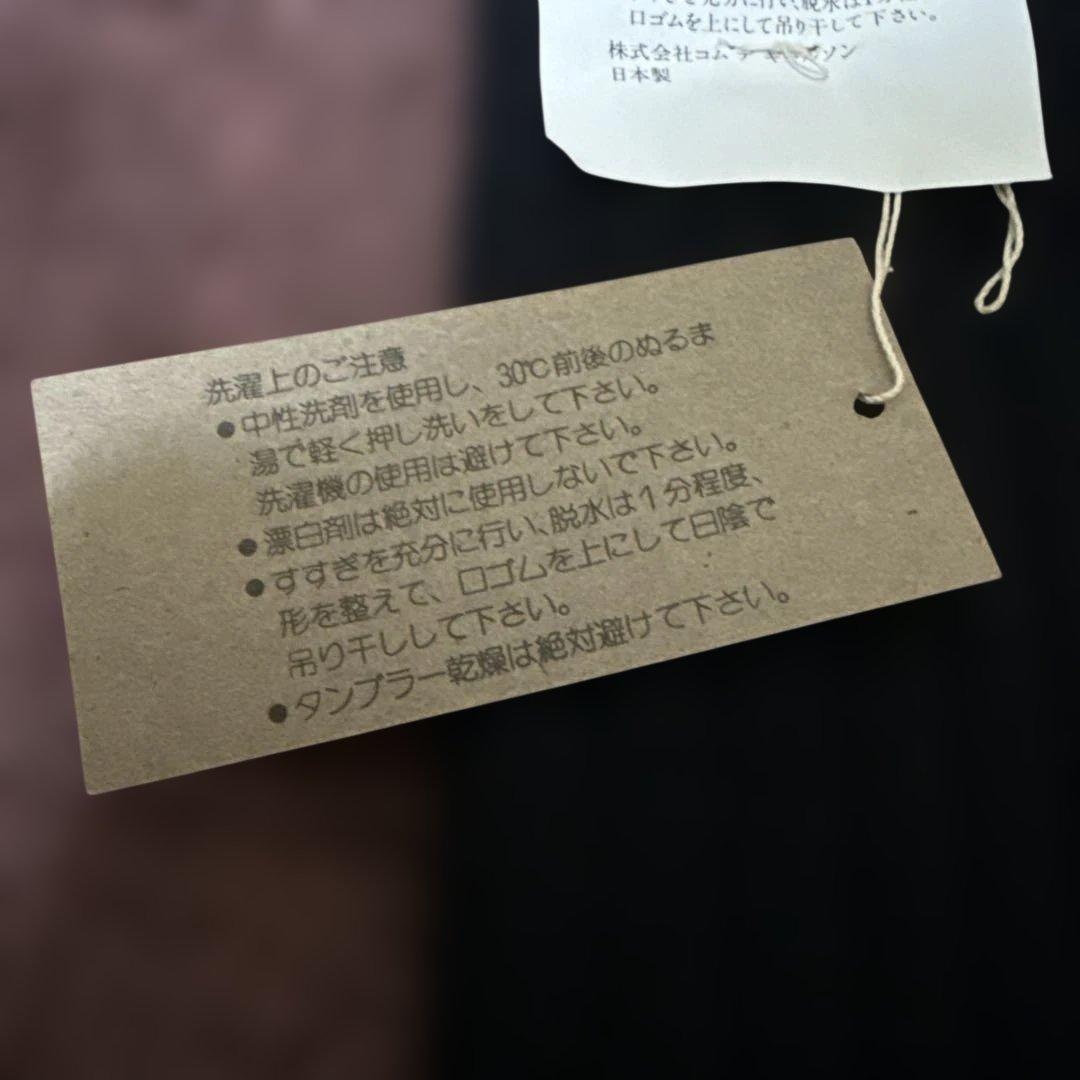 口ゴムを上にして吊り干して下さい。
株式会社コム
日本製
洗濯上のご注意
●中性洗剤を使用し、30℃前後のぬるま
湯で軽く押し洗いをして下さい。
洗濯機の使用は避けて下さい。
●漂白剤は絶対に使用しないで下さい。
●すすぎを充分に行い、脱水は1分程度、
形を整えて、口ゴムを上にして日陰で
吊り干しして下さい。
●タンブラー乾燥は絶対避けて下さい。